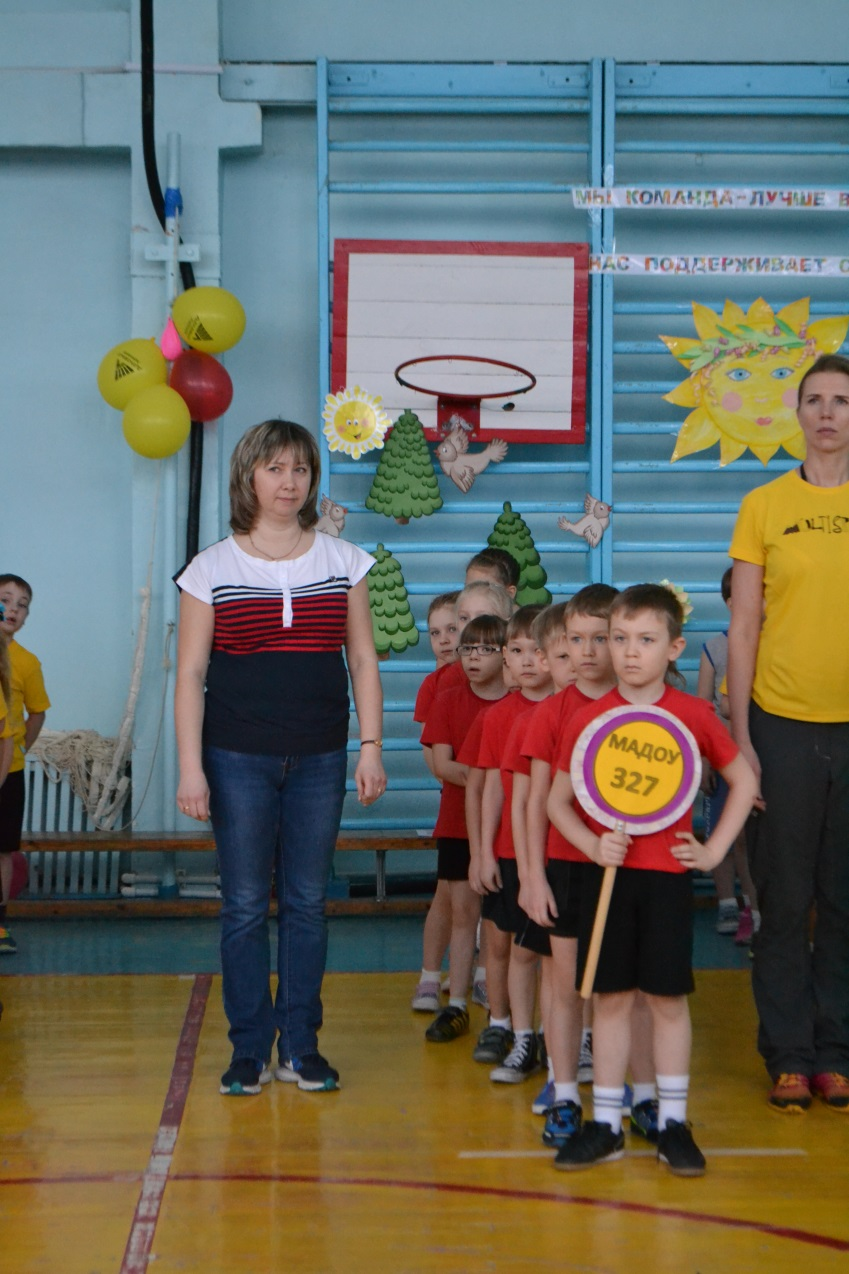 МЫ КОМАНДА-ЛУЧШЕ В
НАС ПОДДЕРЖИВАЕТ С
МАДОУ
327